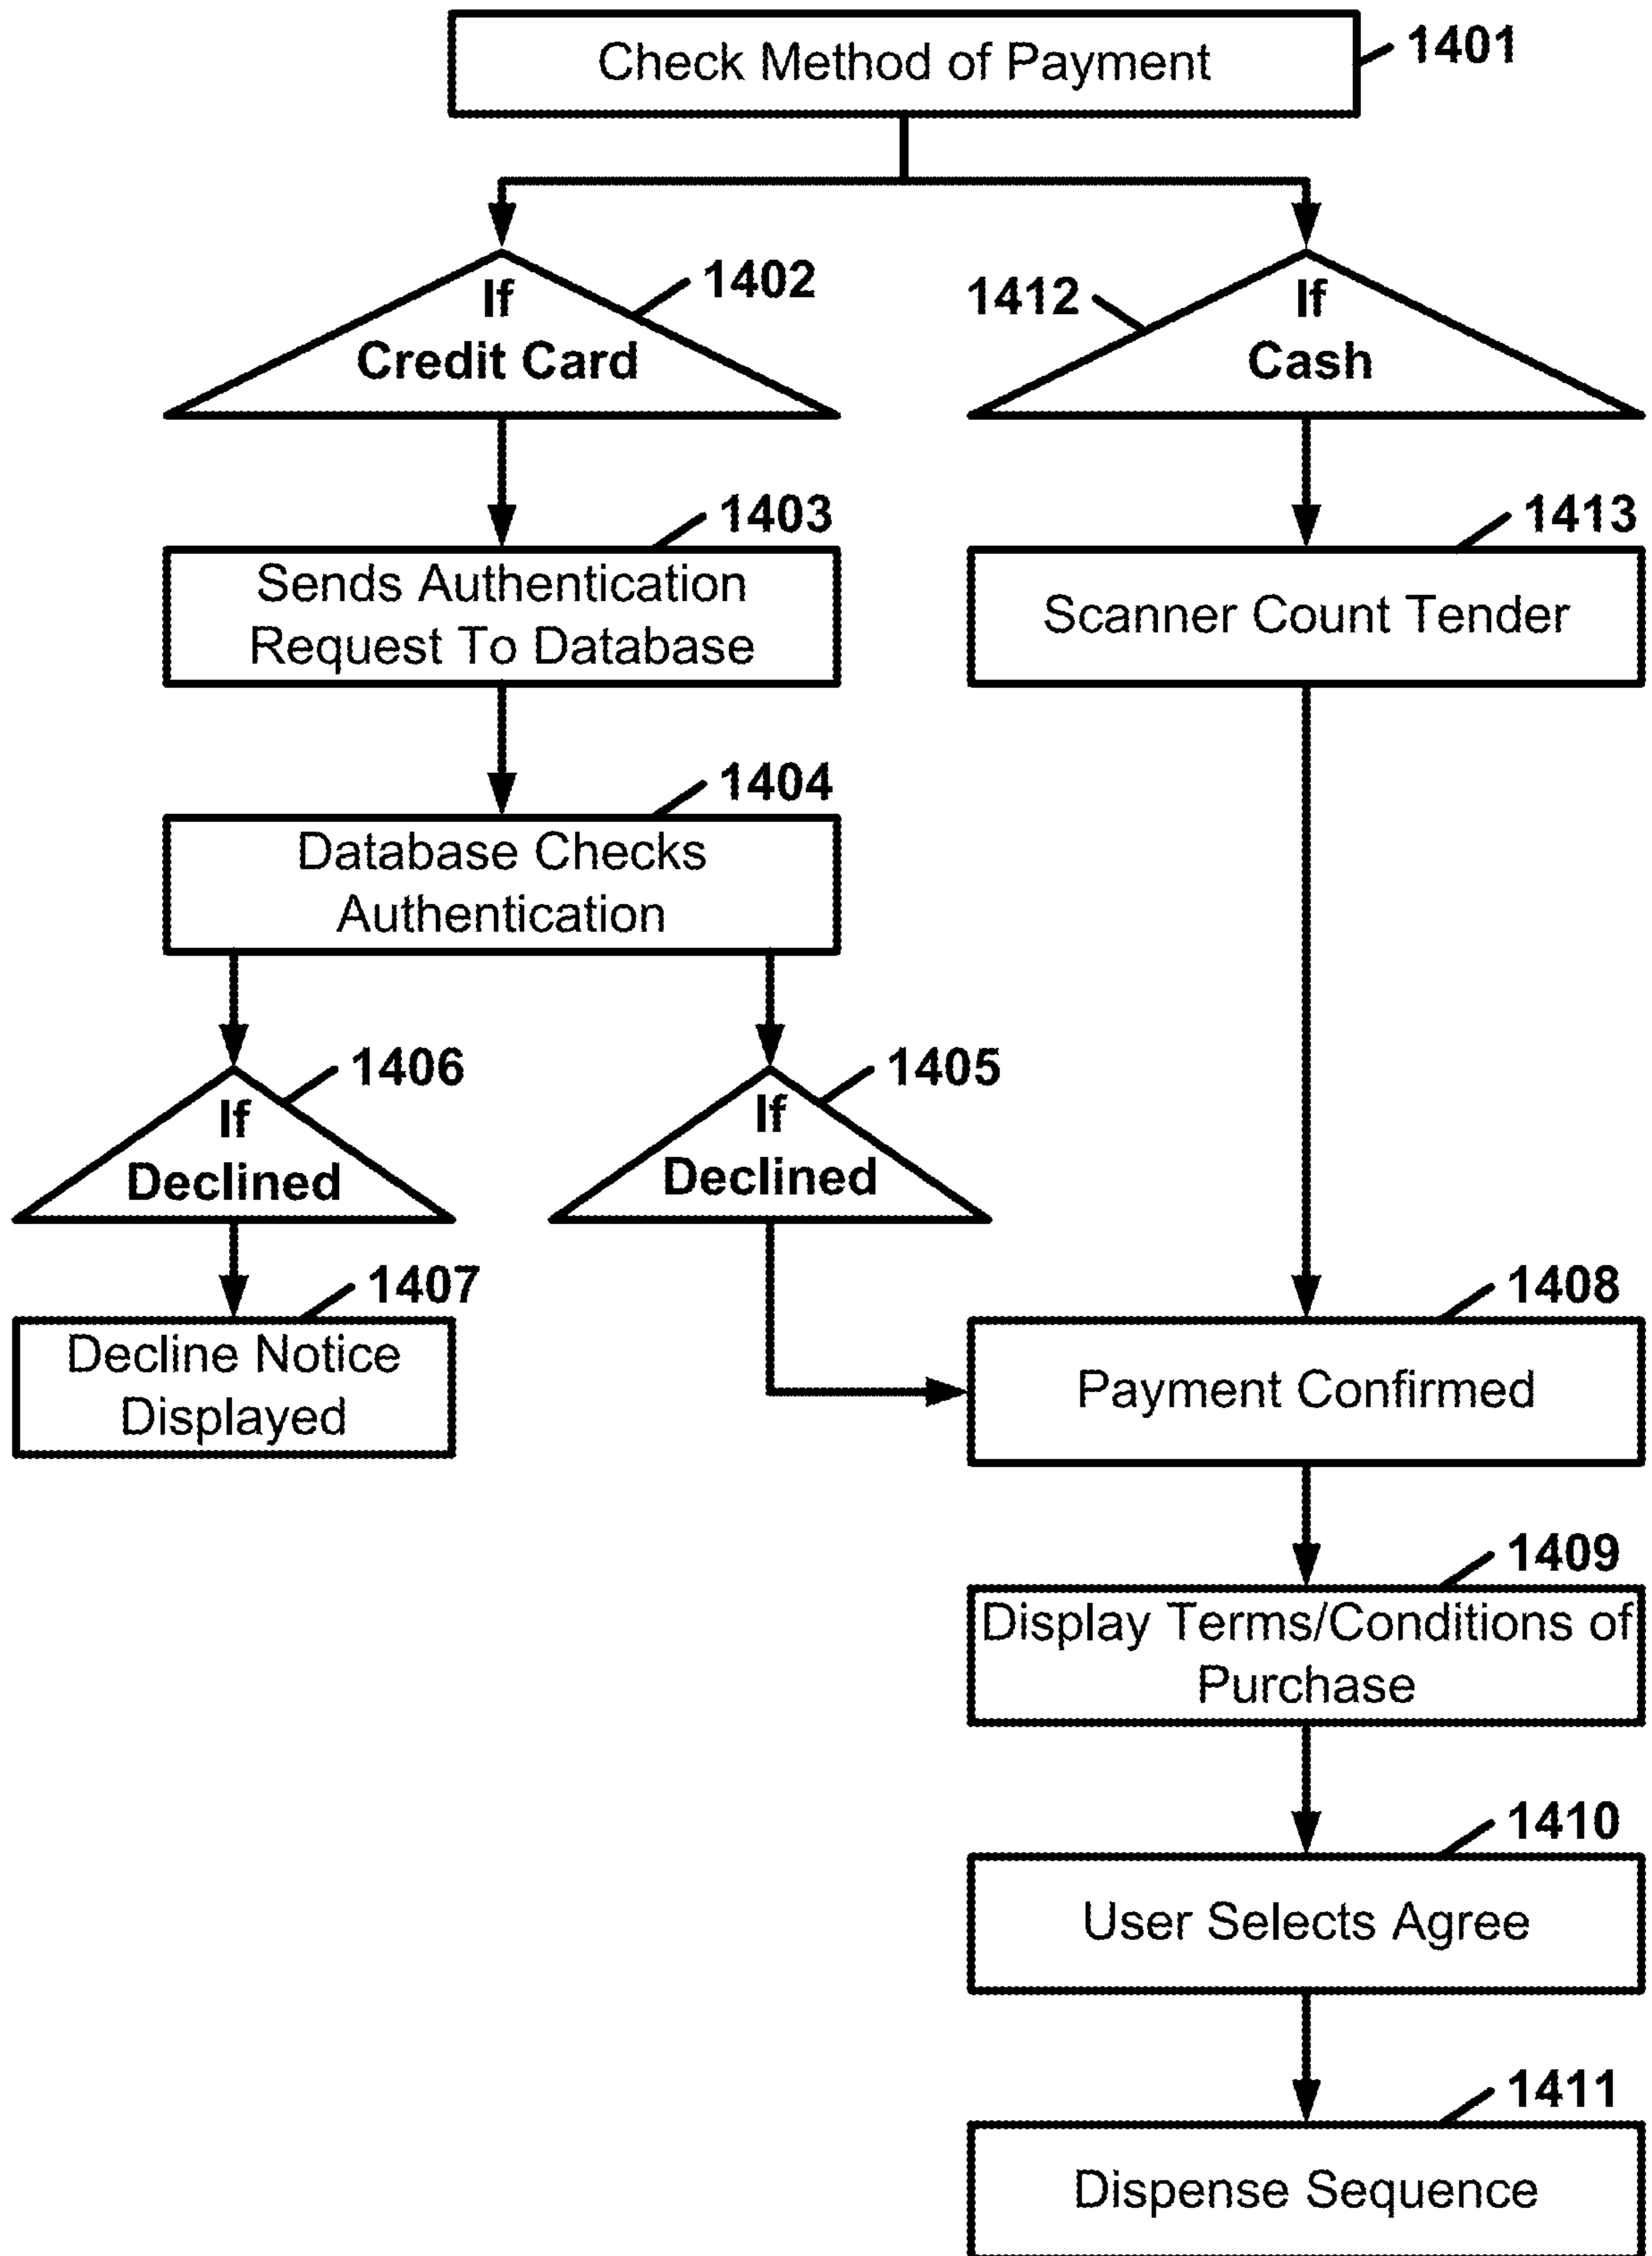 Check Method of Payment
1401
If
Credit Card
1402
1412
If
Cash
1403
Sends Authentication
Request To Database
1413
Scanner Count Tender
1404
Database Checks
Authentication
1406
If
Declined
1405
If
Declined
1407
Decline Notice
Displayed
1408
Payment Confirmed
1409
Display Terms/Conditions of
Purchase
1410
User Selects Agree
1411
Dispense Sequence